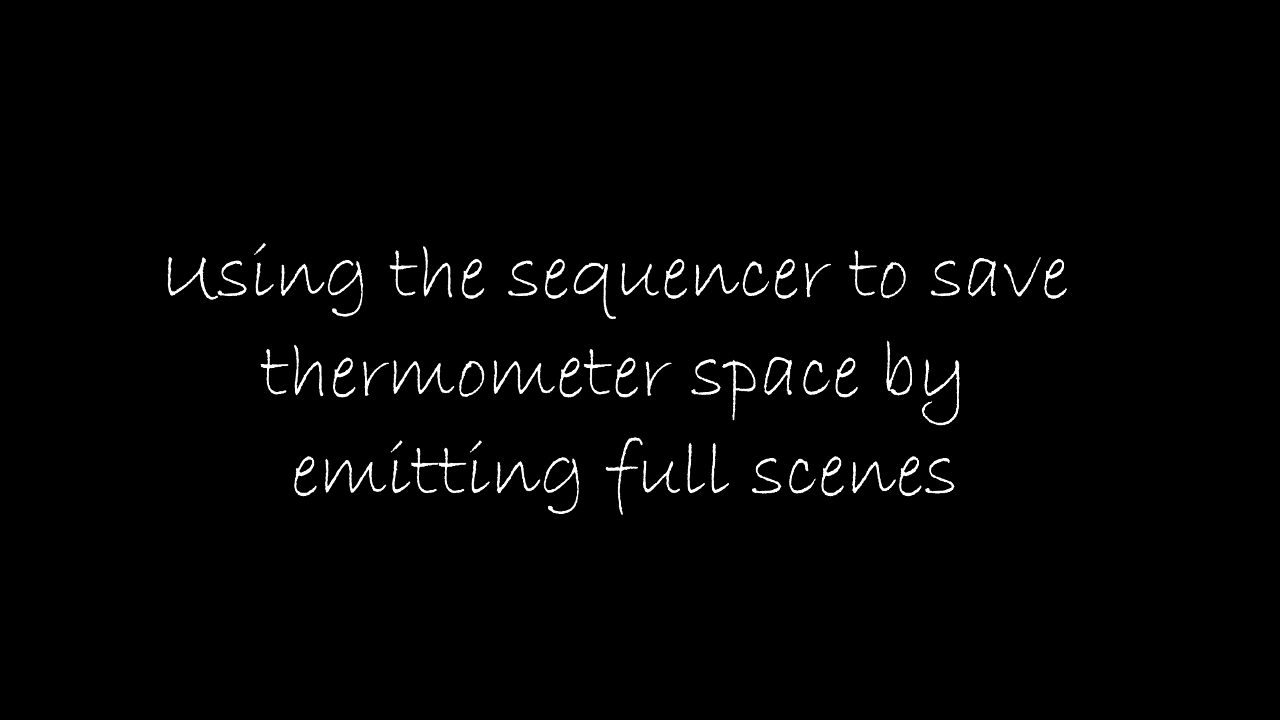 Using the sequencer to save
thermometer space by
emitting full scenes